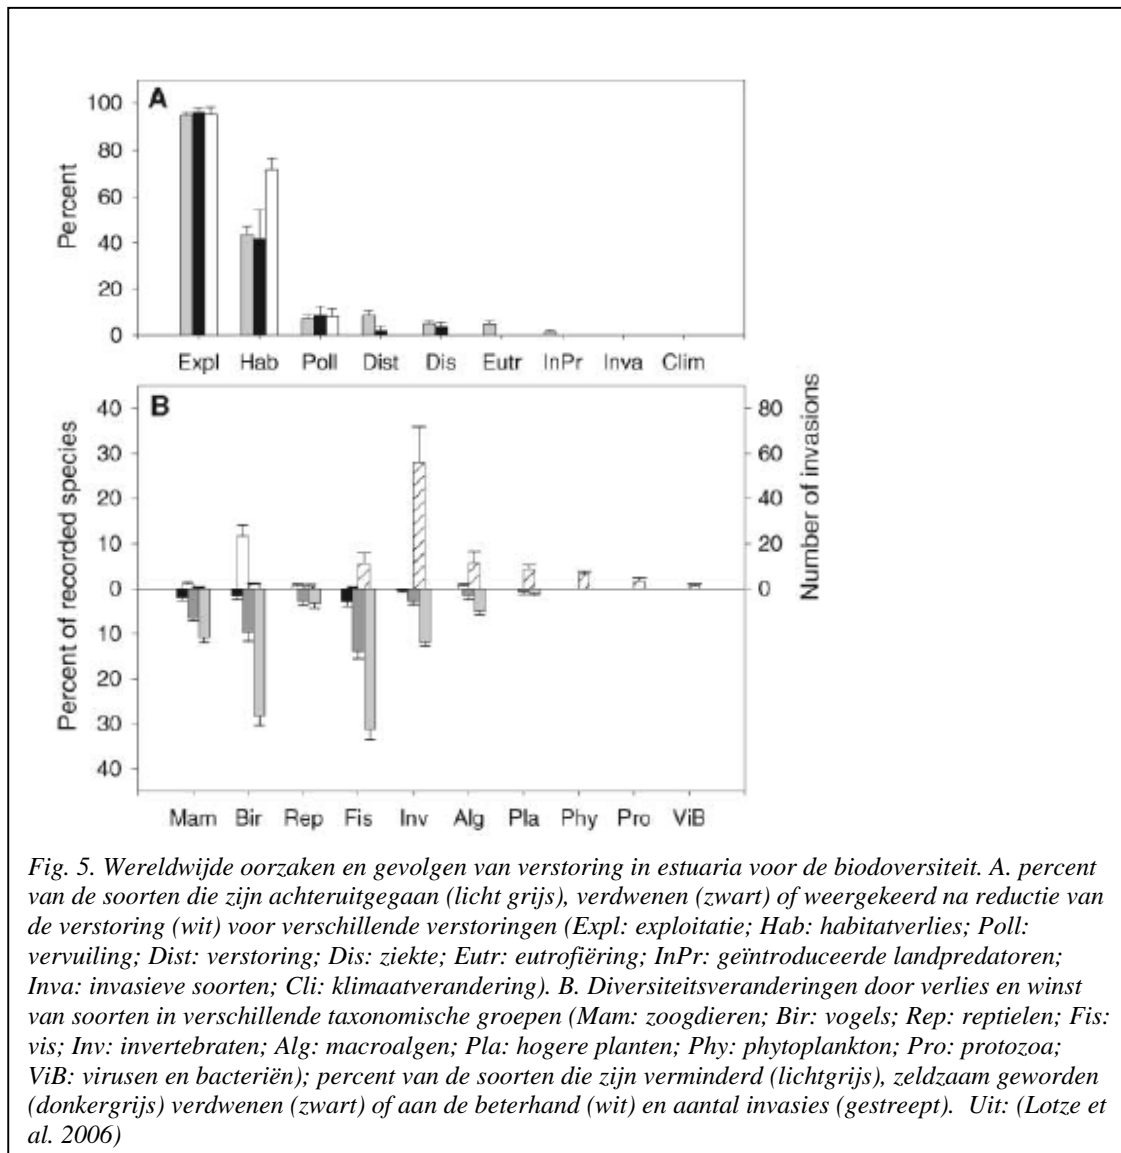 A
100
80
60
40
20
0
Percent
Expl Hab Poll Dist Dis Eutr InPr Inva Clim
B
40
30
20
10
0
10
20
30
40
Percent of recorded species
80
60
40
20
0
Number of invasions
Mam Bir Rep Fis Inv Alg Pla Phy Pro ViB
Fig. 5. Wereldwijde oorzaken en gevolgen van verstoring in estuaria voor de biodoversiteit. A. percent
van de soorten die zijn achteruitgegaan (licht grijs), verdwenen (zwart) of weergekeerd na reductie van
de verstoring (wit) voor verschillende verstoringen (Expl: exploitatie; Hab: habitatverlies; Poll:
vervuiling; Dist: verstoring; Dis: ziekte; Eutr: eutrofiëring; InPr: geïntroduceerde landpredatoren;
Inva: invasieve soorten; Cli: klimaatverandering). B. Diversiteitsveranderingen door verlies en winst
van soorten in verschillende taxonomische groepen (Mam: zoogdieren; Bir: vogels; Rep: reptielen; Fis:
vis; Inv: invertebraten; Alg: macroalgen; Pla: hogere planten; Phy: phytoplankton; Pro: protozoa;
ViB: virusen en bacteriën); percent van de soorten die zijn verminderd (lichtgrijs), zeldzaam geworden
(donkergrijs) verdwenen (zwart) of aan de beterhand (wit) en aantal invasies (gestreept). Uit: (Lotze et
al. 2006)